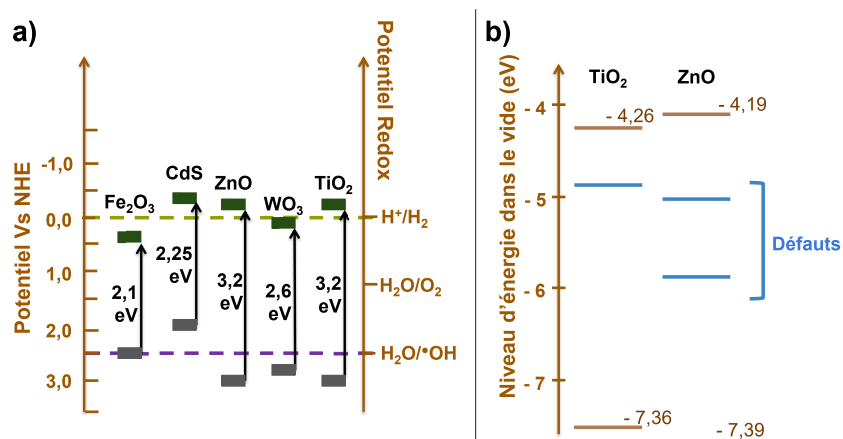 a)
Potentiel Vs NHE
-1,0
0,0
1,0
2,0
3,0
Fe₂O₃
CdS
ZnO
WO₃
TiO₂
2,1
eV
2,25
eV
3,2
eV
2,6
eV
3,2
eV
Potentiel Redox
H⁺/H₂
H₂O/O₂
H₂O/•OH
b)
Niveau d'énergie dans le vide (eV)
- 4
- 5
- 6
- 7
TiO₂
ZnO
- 4,26
- 4,19
Défauts
- 7,36
- 7,39